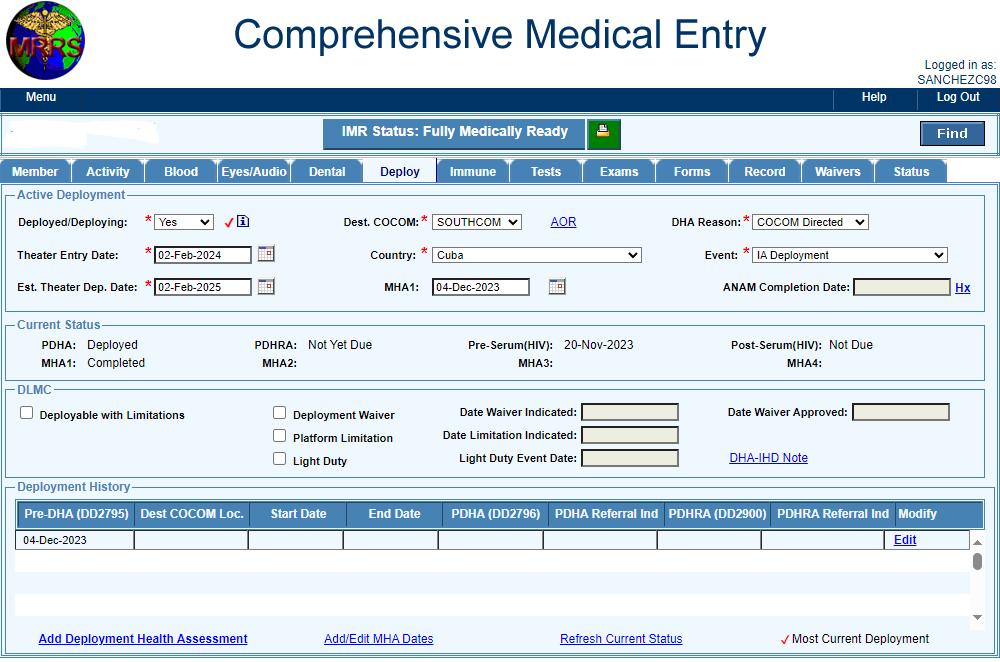 MRRS
Comprehensive Medical Entry
Logged in as:
SANCHEZC98
Menu Help Log Out
IMR Status: Fully Medically Ready Find
Member Activity Blood Eyes/Audio Dental Deploy Immune Tests Exams Forms Record Waivers Status
Active Deployment
Deployed/Deploying: * Yes Dest. COCOM: * SOUTHCOM AOR DHA Reason: * COCOM Directed
Theater Entry Date: * 02-Feb-2024 Country: * Cuba Event: * IA Deployment
Est. Theater Dep. Date: * 02-Feb-2025 MHA1: 04-Dec-2023 ANAM Completion Date: Hx
Current Status
PDHA: Deployed PDHRA: Not Yet Due Pre-Serum(HIV): 20-Nov-2023 Post-Serum(HIV): Not Due
MHA1: Completed MHA2: MHA3: MHA4:
DLMC
Deployable with Limitations Deployment Waiver Date Waiver Indicated: Date Waiver Approved:
Platform Limitation Date Limitation Indicated:
Light Duty Light Duty Event Date: DHA-IHD Note
Deployment History
Pre-DHA (DD2795) Dest COCOM Loc. Start Date End Date PDHA (DD2796) PDHA Referral Ind PDHRA (DD2900) PDHRA Referral Ind Modify
04-Dec-2023 Edit
Add Deployment Health Assessment Add/Edit MHA Dates Refresh Current Status ✓ Most Current Deployment